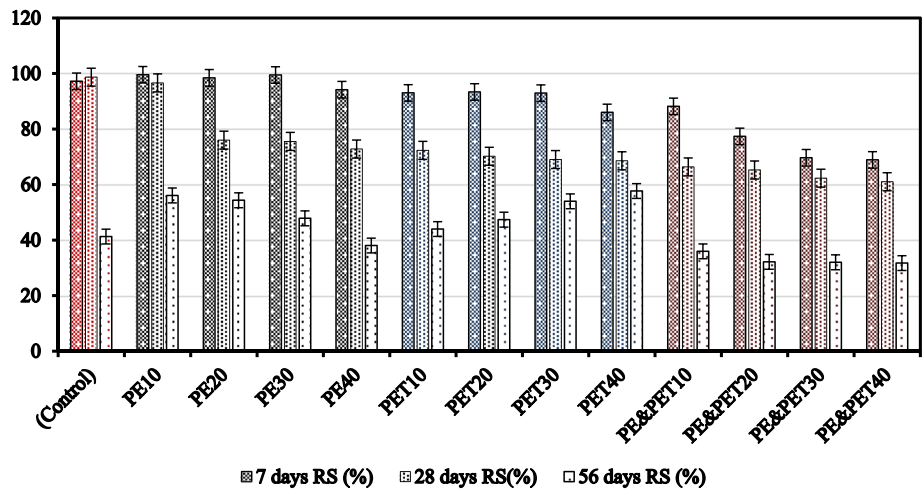 120
100
80
60
40
20
0
(Control)
PE10
PE20
PE30
PE40
PET10
PET20
PET30
PET40
PE&PET10
PE&PET20
PE&PET30
PE&PET40
7 days RS (%) 28 days RS(%) 56 days RS (%)